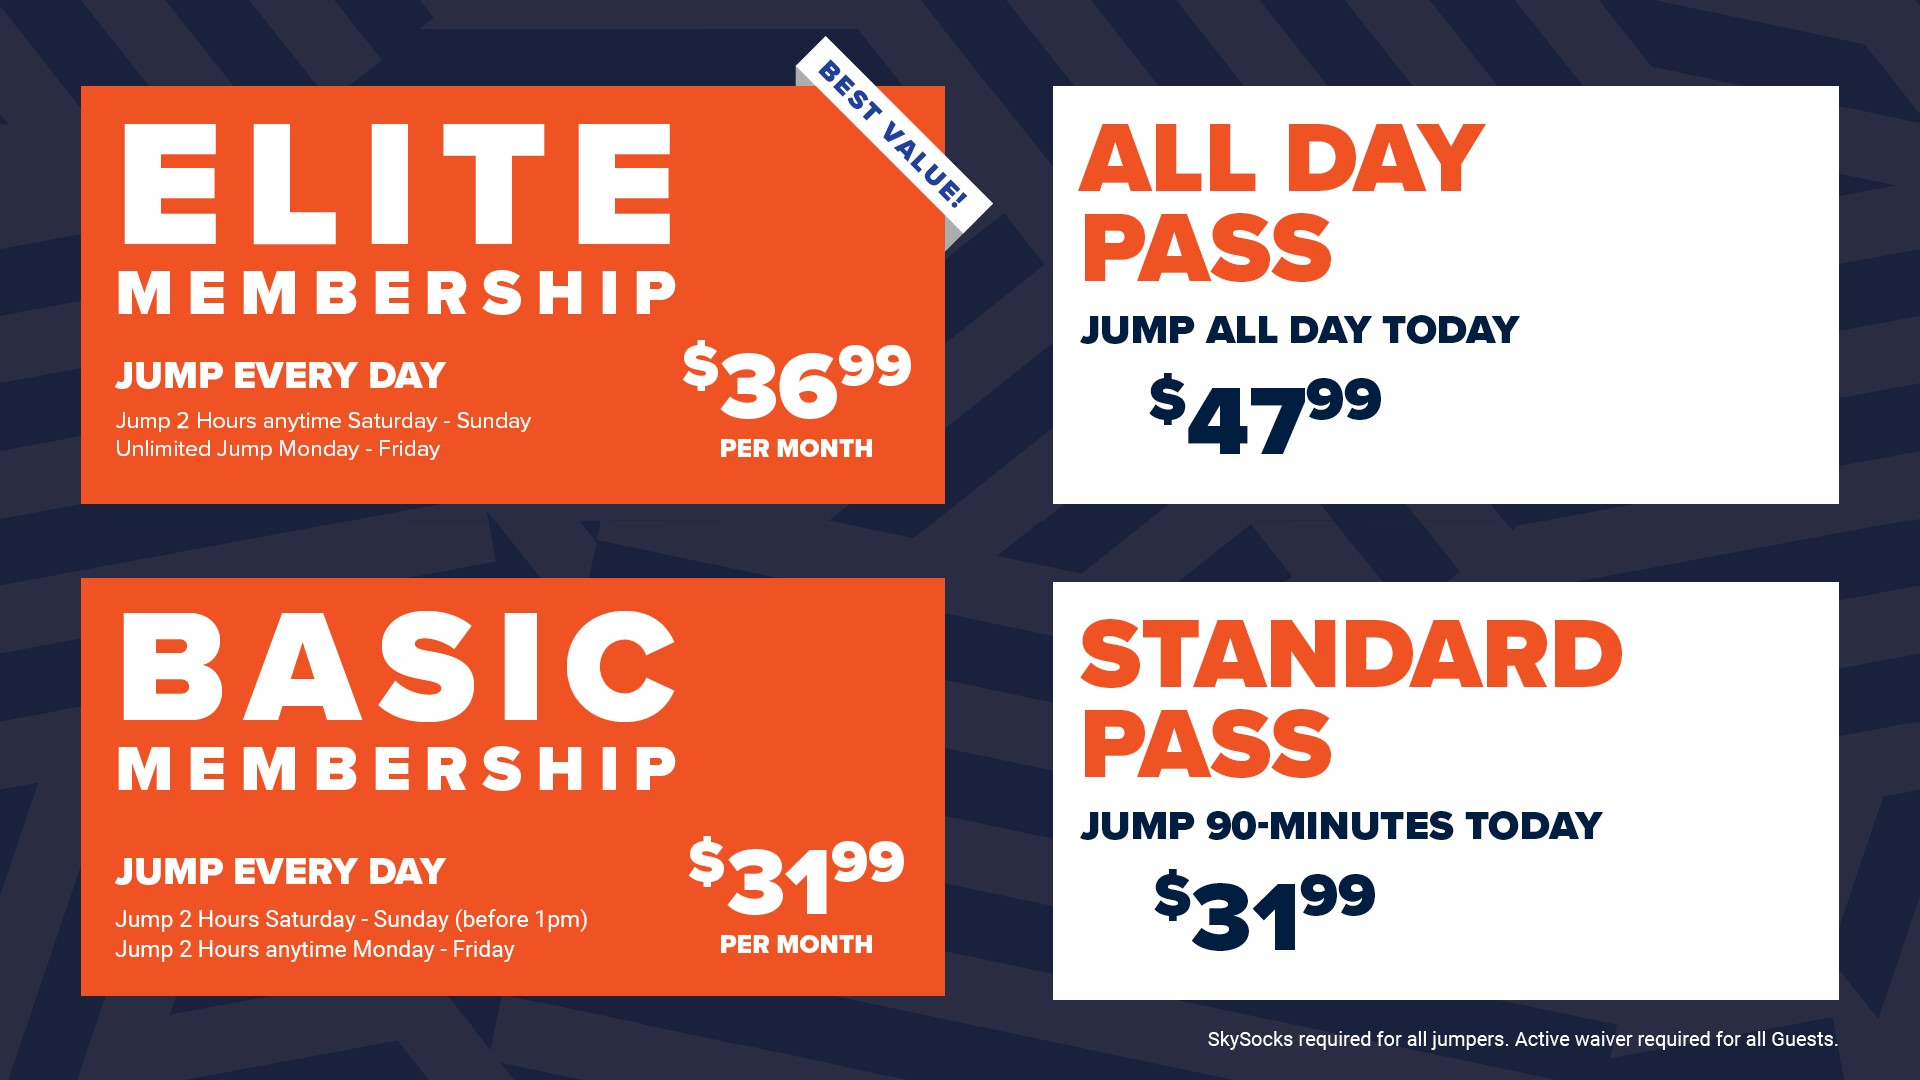 BEST VALUE!
ELITE
MEMBERSHIP
JUMP EVERY DAY
Jump 2 Hours anytime Saturday - Sunday
Unlimited Jump Monday - Friday
$3699
PER MONTH
ALL DAY
PASS
JUMP ALL DAY TODAY
$4799
BASIC
MEMBERSHIP
JUMP EVERY DAY
Jump 2 Hours Saturday - Sunday (before 1pm)
Jump 2 Hours anytime Monday - Friday
$3199
PER MONTH
STANDARD
PASS
JUMP 90-MINUTES TODAY
$3199
SkySocks required for all jumpers. Active waiver required for all Guests.